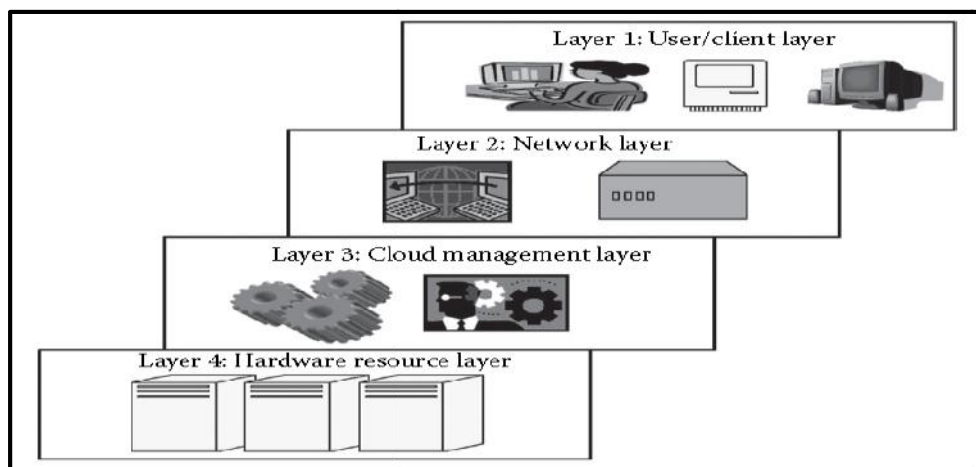 Layer 1: User/client layer
Layer 2: Network layer
Layer 3: Cloud management layer
Layer 4: Hardware resource layer